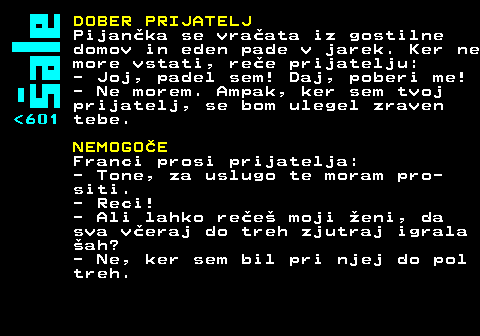 Šale
<601
DOBER PRIJATELJ
Pijančka se vračata iz gostilne
domov in eden pade v jarek. Ker ne
more vstati, reče prijatelju:
- Joj, padel sem! Daj, poberi me!
- Ne morem. Ampak, ker sem tvoj
prijatelj, se bom ulegel zraven
tebe.
NEMOGOČE
Franci prosi prijatelja:
- Tone, za uslugo te moram pro-
siti.
- Reci!
- Ali lahko rečeš moji ženi, da
sva včeraj do treh zjutraj igrala
šah?
- Ne, ker sem bil pri njej do pol
treh.